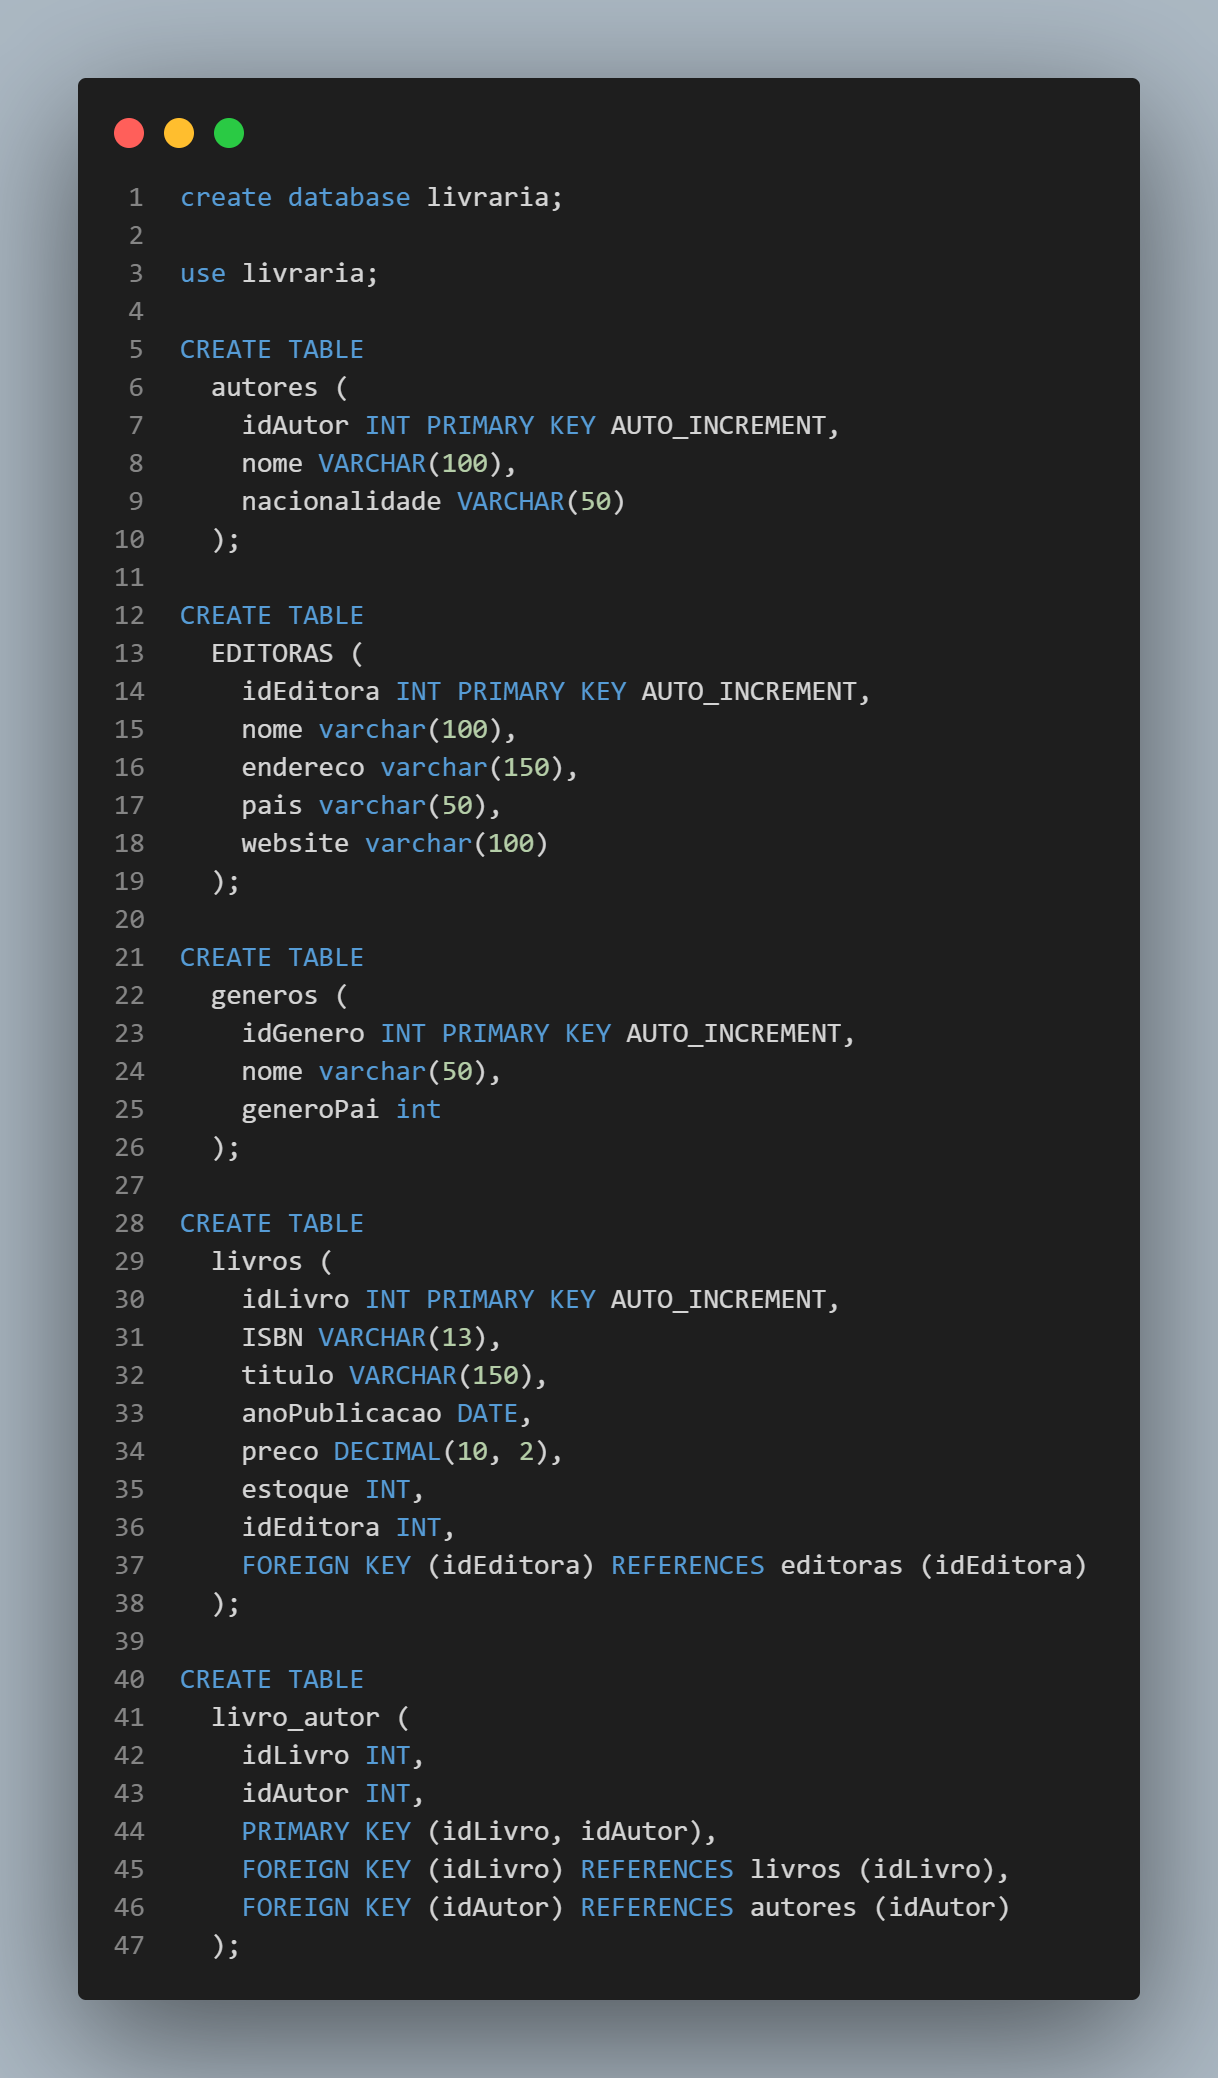 1 create database livraria;
2
3 use livraria;
4
5 CREATE TABLE
6   autores (
7     idAutor INT PRIMARY KEY AUTO_INCREMENT,
8     nome VARCHAR(100),
9     nacionalidade VARCHAR(50)
10   );
11
12 CREATE TABLE
13   EDITORAS (
14     idEditora INT PRIMARY KEY AUTO_INCREMENT,
15     nome varchar(100),
16     endereco varchar(150),
17     pais varchar(50),
18     website varchar(100)
19   );
20
21 CREATE TABLE
22   generos (
23     idGenero INT PRIMARY KEY AUTO_INCREMENT,
24     nome varchar(50),
25     generoPai int
26   );
27
28 CREATE TABLE
29   livros (
30     idLivro INT PRIMARY KEY AUTO_INCREMENT,
31     ISBN VARCHAR(13),
32     titulo VARCHAR(150),
33     anoPublicacao DATE,
34     preco DECIMAL(10, 2),
35     estoque INT,
36     idEditora INT,
37     FOREIGN KEY (idEditora) REFERENCES editoras (idEditora)
38   );
39
40 CREATE TABLE
41   livro_autor (
42     idLivro INT,
43     idAutor INT,
44     PRIMARY KEY (idLivro, idAutor),
45     FOREIGN KEY (idLivro) REFERENCES livros (idLivro),
46     FOREIGN KEY (idAutor) REFERENCES autores (idAutor)
47   );